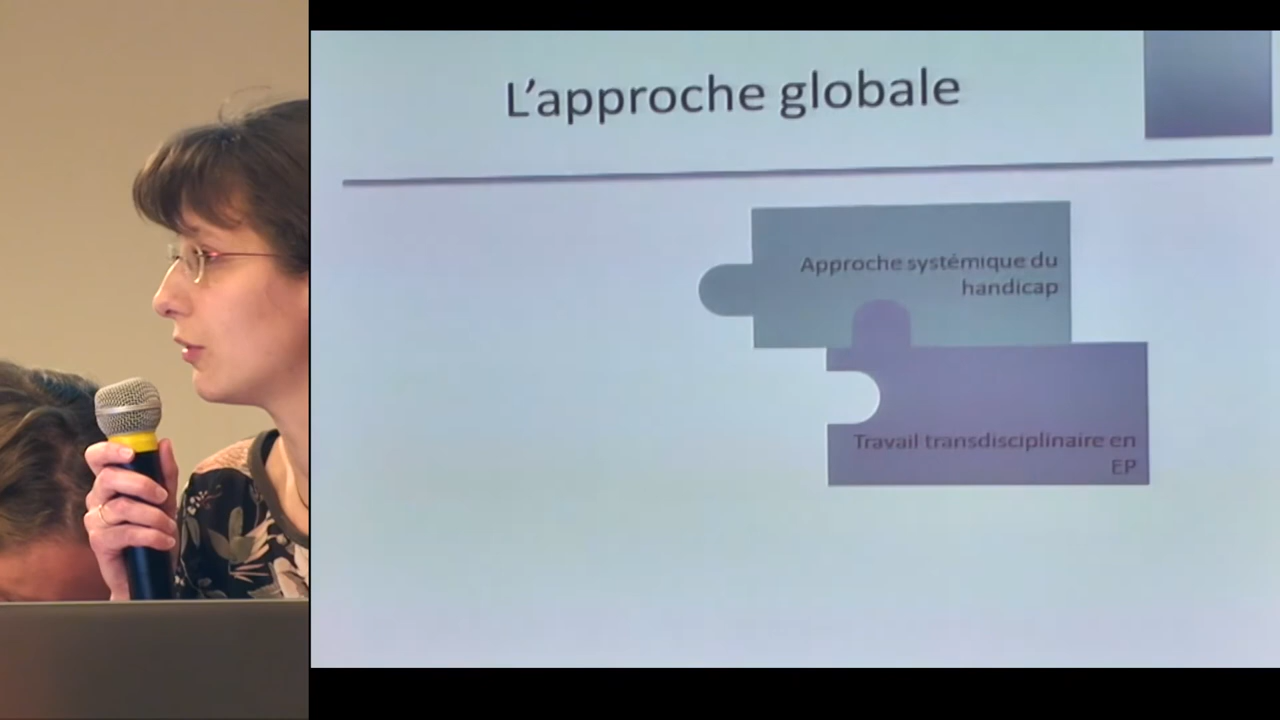 L'approche globale
Approche systémique du
handicap
Travail transdisciplinaire en
EP